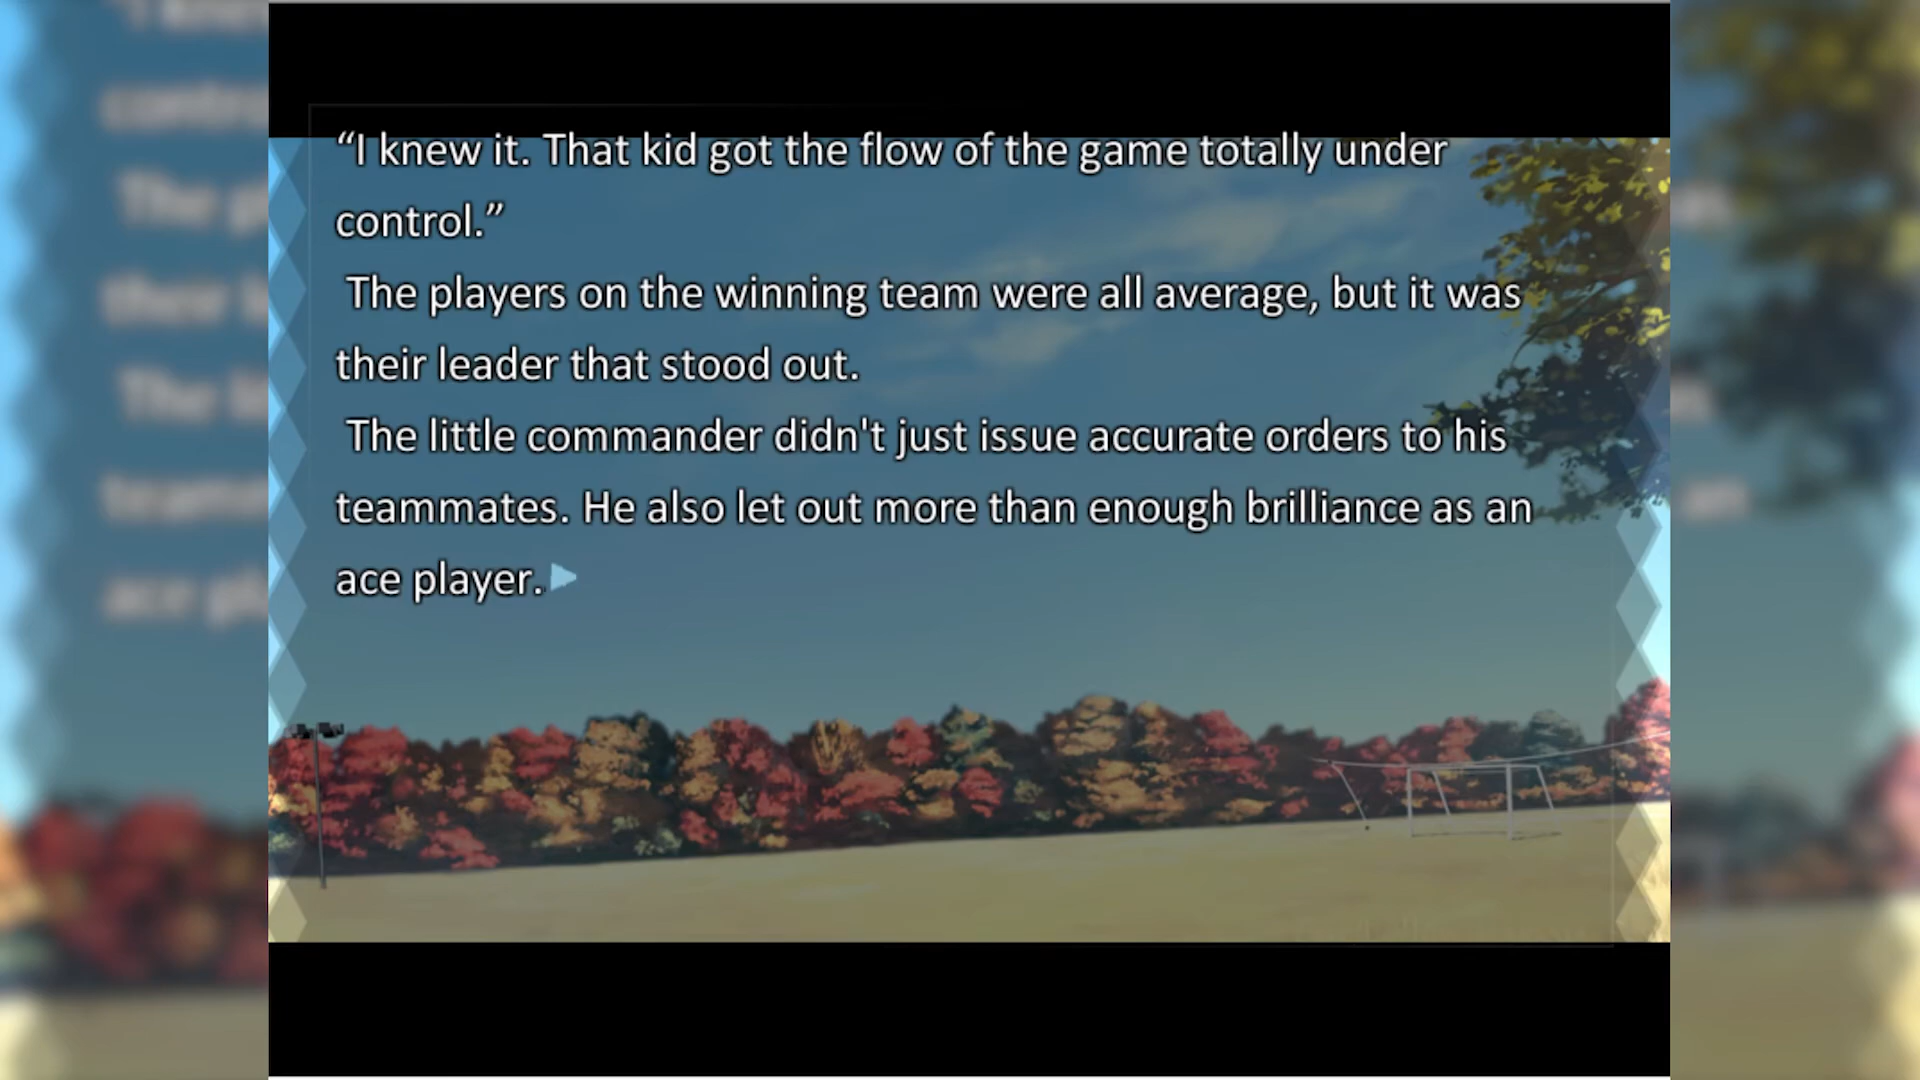 “I knew it. That kid got the flow of the game totally under
control.”
The players on the winning team were all average, but it was
their leader that stood out.
The little commander didn't just issue accurate orders to his
teammates. He also let out more than enough brilliance as an
ace player.